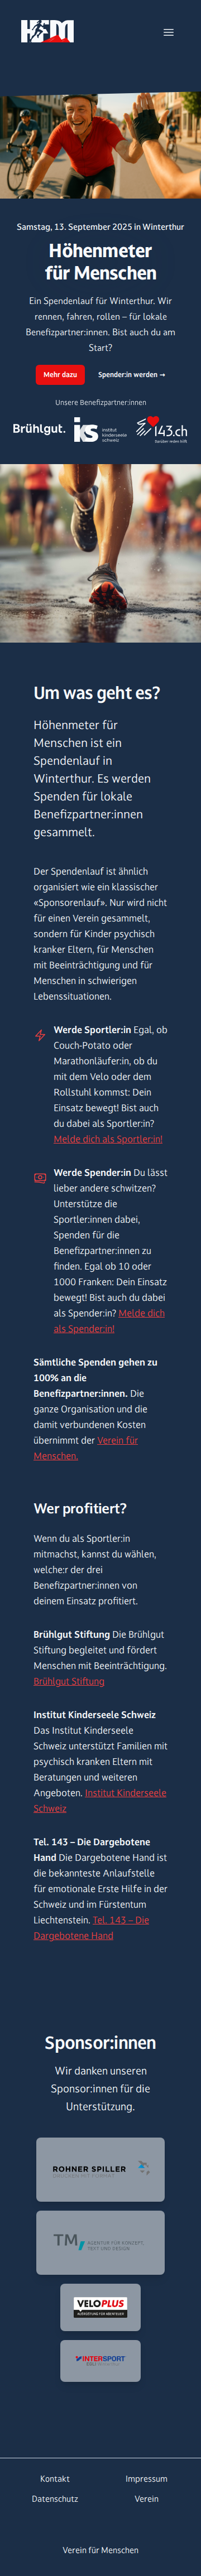 HFM
Samstag, 13. September 2025 in Winterthur
Höhenmeter
für Menschen
Ein Spendenlauf für Winterthur. Wir
rennen, fahren, rollen – für lokale
Benefizpartner:innen. Bist auch du am
Start?
Mehr dazu
Spender:in werden →
Unsere Benefizpartner:innen
Brühlgut.
iks
institut
kinderseele
schweiz
143.ch
Darüber reden hilft
Um was geht es?
Höhenmeter für
Menschen ist ein
Spendenlauf in
Winterthur. Es werden
Spenden für lokale
Benefizpartner:innen
gesammelt.
Der Spendenlauf ist ähnlich
organisiert wie ein klassischer
«Sponsorenlauf». Nur wird nicht
für einen Verein gesammelt,
sondern für Kinder psychisch
kranker Eltern, für Menschen
mit Beeinträchtigung und für
Menschen in schwierigen
Lebenssituationen.
Werde Sportler:in Egal, ob
Couch-Potato oder
Marathonläufer:in, ob du
mit dem Velo oder dem
Rollstuhl kommst: Dein
Einsatz bewegt! Bist auch
du dabei als Sportler:in?
Melde dich als Sportler:in!
Werde Spender:in Du lässt
lieber andere schwitzen?
Unterstütze die
Sportler:innen dabei,
Spenden für die
Benefizpartner:innen zu
finden. Egal ob 10 oder
1000 Franken: Dein Einsatz
bewegt! Bist auch du dabei
als Spender:in? Melde dich
als Spender:in!
Sämtliche Spenden gehen zu
100% an die
Benefizpartner:innen. Die
ganze Organisation und die
damit verbundenen Kosten
übernimmt der Verein für
Menschen.
Wer profitiert?
Wenn du als Sportler:in
mitmachst, kannst du wählen,
welche:r der drei
Benefizpartner:innen von
deinem Einsatz profitiert.
Brühlgut Stiftung Die Brühlgut
Stiftung begleitet und fördert
Menschen mit Beeinträchtigung.
Brühlgut Stiftung
Institut Kinderseele Schweiz
Das Institut Kinderseele
Schweiz unterstützt Familien mit
psychisch kranken Eltern mit
Beratungen und weiteren
Angeboten. Institut Kinderseele
Schweiz
Tel. 143 – Die Dargebotene
Hand Die Dargebotene Hand ist
die bekannteste Anlaufstelle
für emotionale Erste Hilfe in der
Schweiz und im Fürstentum
Liechtenstein. Tel. 143 – Die
Dargebotene Hand
Sponsor:innen
Wir danken unseren
Sponsor:innen für die
Unterstützung.
ROHNER SPILLER
TM/
AGENTUR FÜR KONZEPT,
TEXT UND DESIGN
VELOPLUS
AUSRÜSTUNG FÜR ABENTEUER
INTERSPORT
Kontakt
Impressum
Datenschutz
Verein
Verein für Menschen